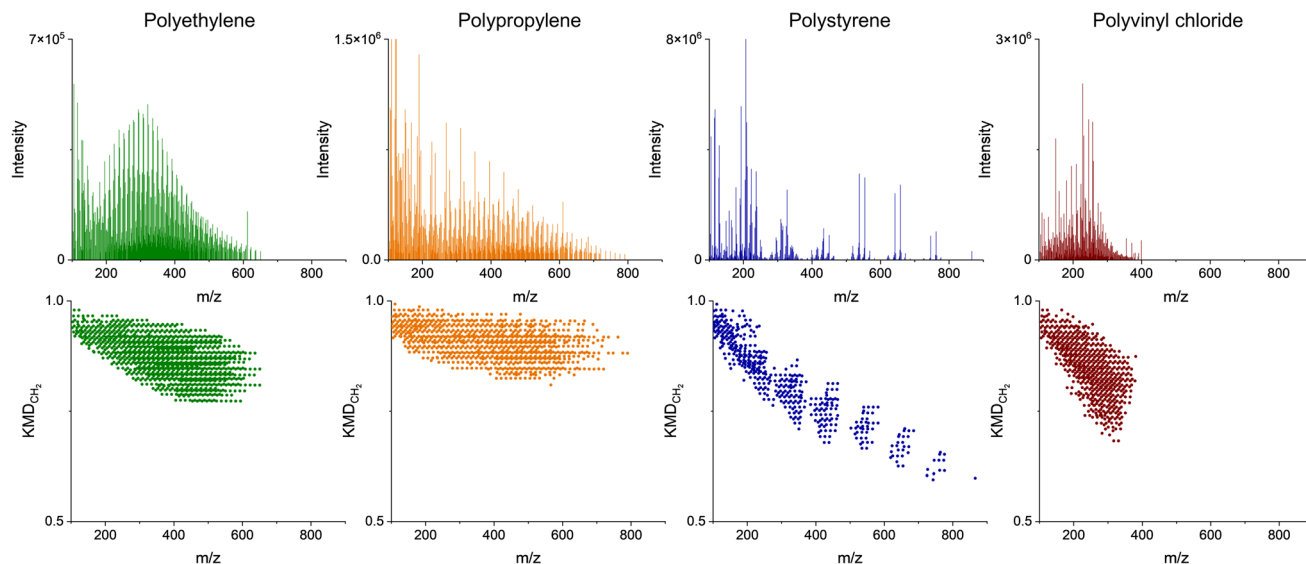 Polyethylene
Polypropylene
Polystyrene
Polyvinyl chloride
7×10⁵
Intensity
0
200 400 600 800
m/z
1.5×10⁶
Intensity
0.0
200 400 600 800
m/z
8×10⁶
Intensity
0
200 400 600 800
m/z
3×10⁶
Intensity
0
200 400 600 800
m/z
1.0
KMD_CH₂
0.5
200 400 600 800
m/z
1.0
KMD_CH₂
0.5
200 400 600 800
m/z
1.0
KMD_CH₂
0.5
200 400 600 800
m/z
1.0
KMD_CH₂
0.5
200 400 600 800
m/z